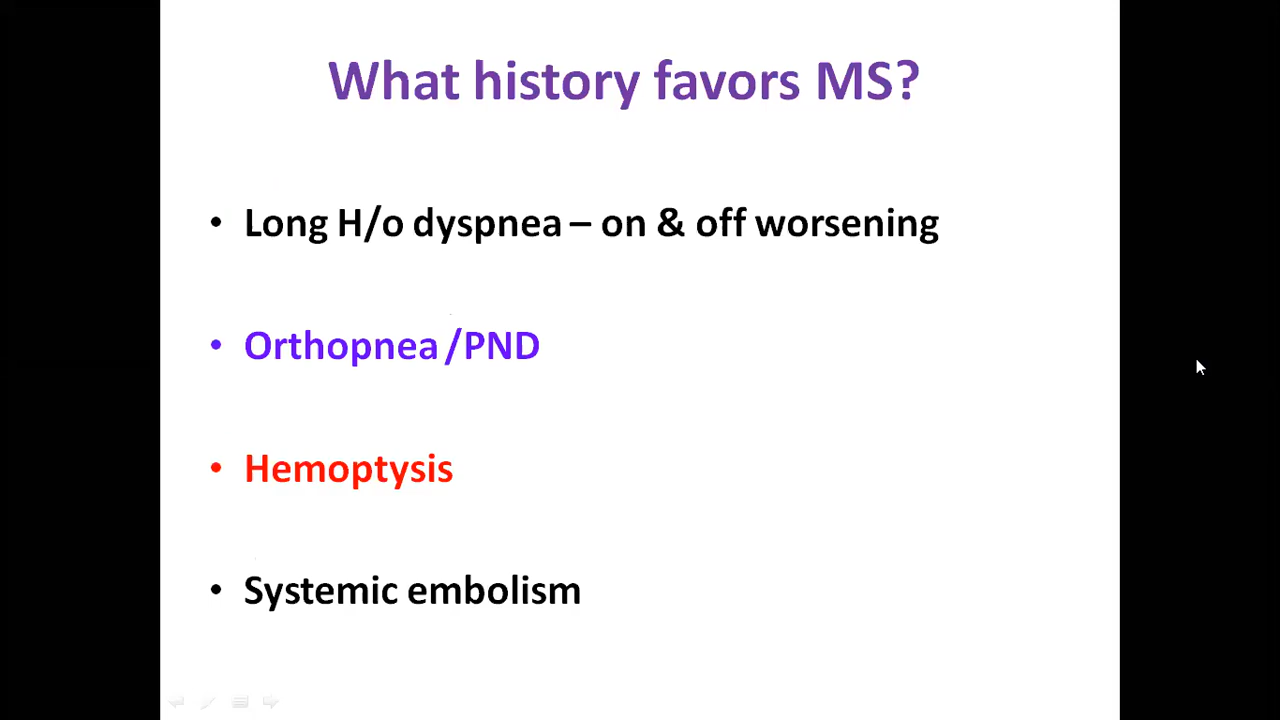 What history favors MS?
• Long H/o dyspnea – on & off worsening
• Orthopnea /PND
• Hemoptysis
• Systemic embolism